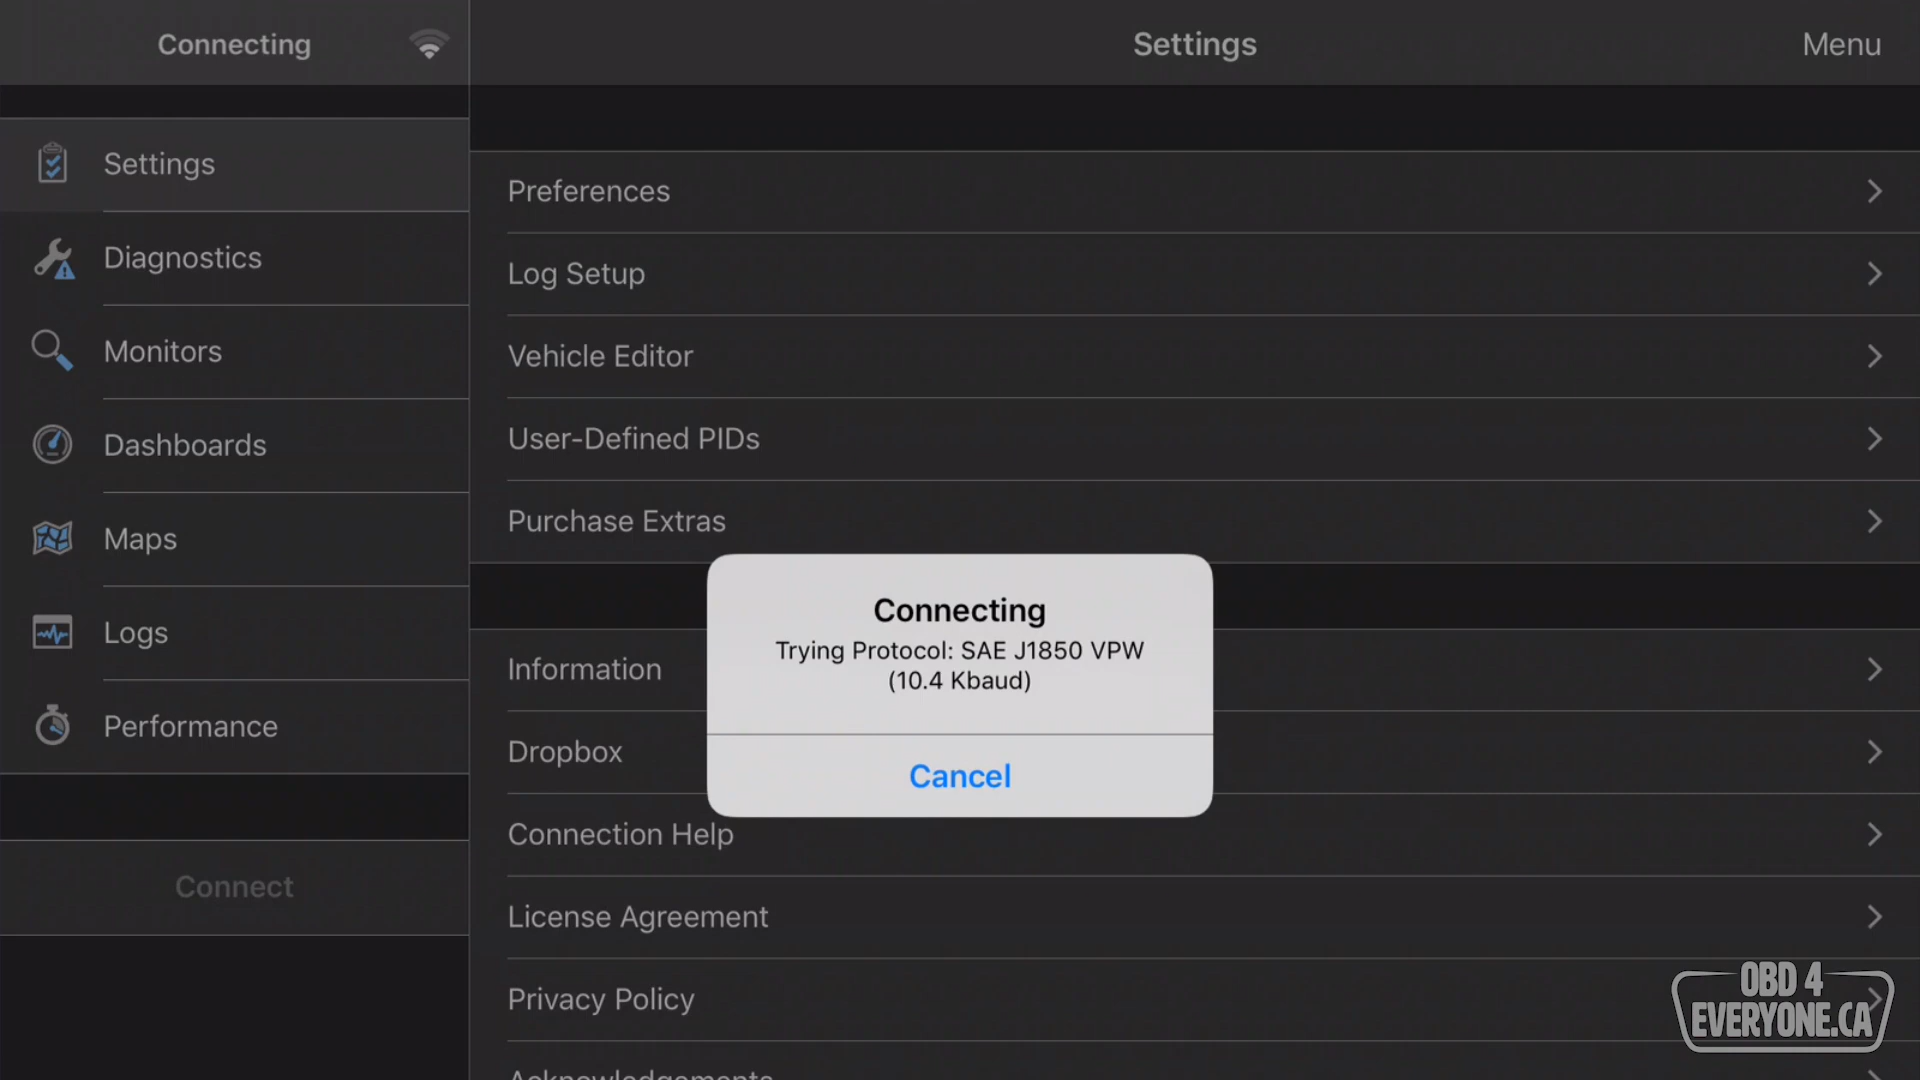 Connecting
Settings
Menu
Settings
Diagnostics
Monitors
Dashboards
Maps
Logs
Performance
Connect
Preferences
Log Setup
Vehicle Editor
User-Defined PIDs
Purchase Extras
Information
Dropbox
Connection Help
License Agreement
Privacy Policy
Acknowledgements
Connecting
Trying Protocol: SAE J1850 VPW
(10.4 Kbaud)
Cancel
OBD 4
EVERYONE.CA